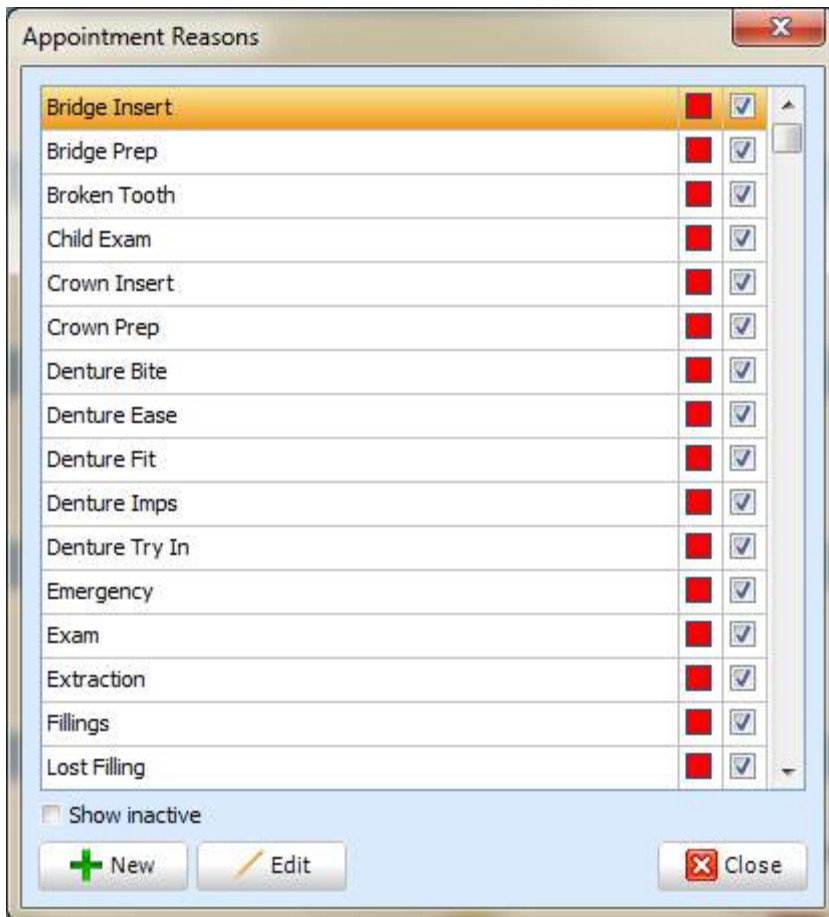 Appointment Reasons
Bridge Insert
Bridge Prep
Broken Tooth
Child Exam
Crown Insert
Crown Prep
Denture Bite
Denture Ease
Denture Fit
Denture Imps
Denture Try In
Emergency
Exam
Extraction
Fillings
Lost Filling
Show inactive
New Edit Close